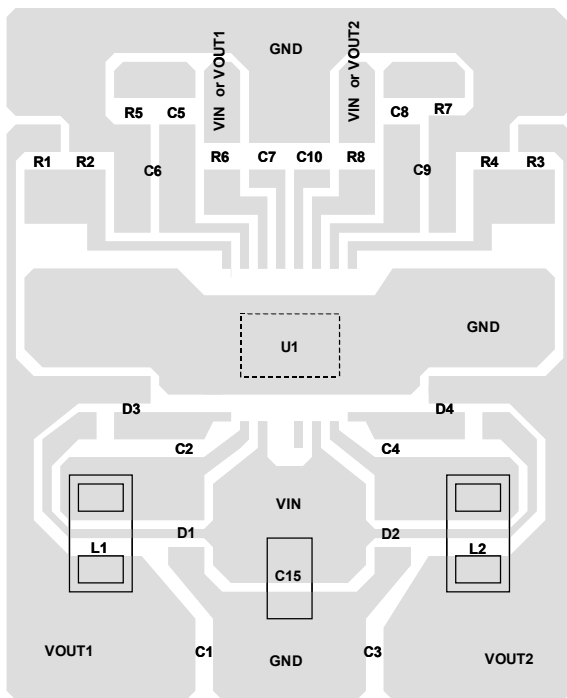 GND
VIN or VOUT1
VIN or VOUT2
R5 C5
C8 R7
R1 R2
C6
R6 C7 C10 R8
C9
R4 R3
U1
GND
D3
D4
C2
C4
VIN
D1
D2
L1
L2
C15
VOUT1
C1
GND
C3
VOUT2